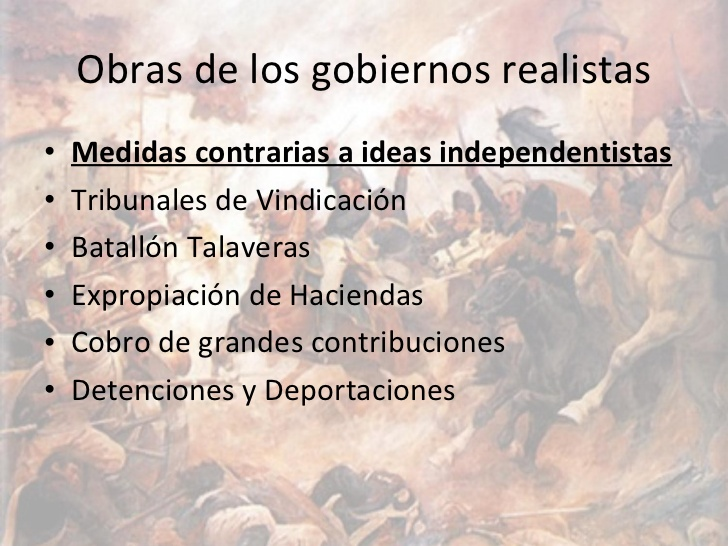 Obras de los gobiernos realistas
• Medidas contrarias a ideas independentistas
• Tribunales de Vindicación
• Batallón Talaveras
• Expropiación de Haciendas
• Cobro de grandes contribuciones
• Detenciones y Deportaciones